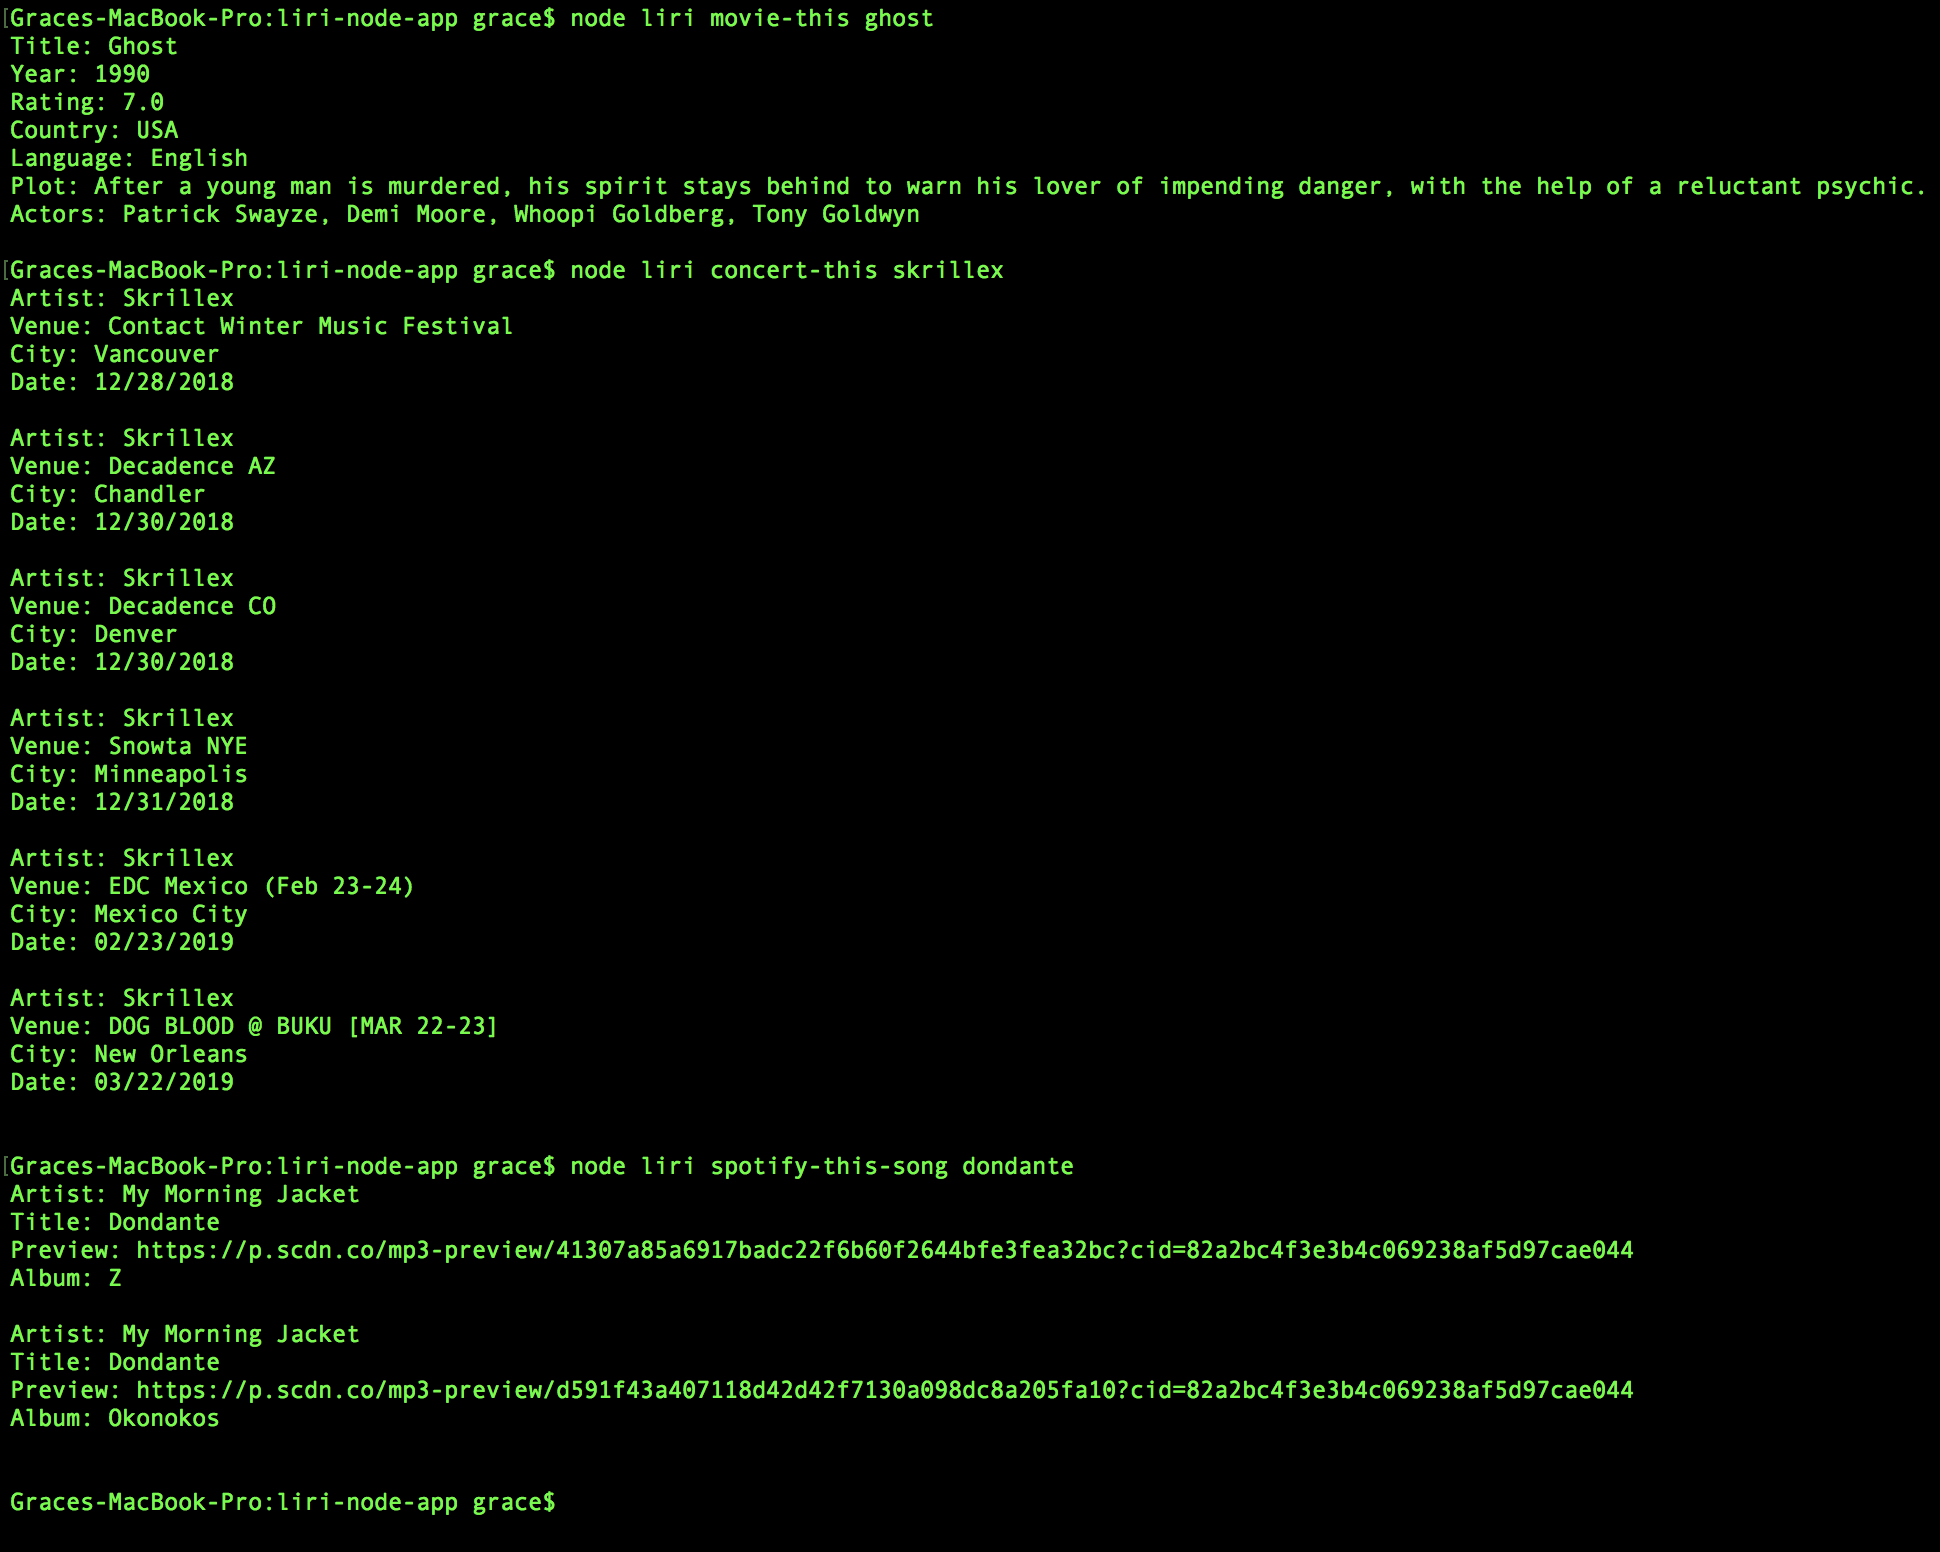 [Graces-MacBook-Pro:liri-node-app grace$ node liri movie-this ghost
Title: Ghost
Year: 1990
Rating: 7.0
Country: USA
Language: English
Plot: After a young man is murdered, his spirit stays behind to warn his lover of impending danger, with the help of a reluctant psychic.
Actors: Patrick Swayze, Demi Moore, Whoopi Goldberg, Tony Goldwyn
[Graces-MacBook-Pro:liri-node-app grace$ node liri concert-this skrillex
Artist: Skrillex
Venue: Contact Winter Music Festival
City: Vancouver
Date: 12/28/2018
Artist: Skrillex
Venue: Decadence AZ
City: Chandler
Date: 12/30/2018
Artist: Skrillex
Venue: Decadence CO
City: Denver
Date: 12/30/2018
Artist: Skrillex
Venue: Snowta NYE
City: Minneapolis
Date: 12/31/2018
Artist: Skrillex
Venue: EDC Mexico (Feb 23-24)
City: Mexico City
Date: 02/23/2019
Artist: Skrillex
Venue: DOG BLOOD @ BUKU [MAR 22-23]
City: New Orleans
Date: 03/22/2019
[Graces-MacBook-Pro:liri-node-app grace$ node liri spotify-this-song dondante
Artist: My Morning Jacket
Title: Dondante
Preview: https://p.scdn.co/mp3-preview/41307a85a6917badc22f6b60f2644bfe3fea32bc?cid=82a2bc4f3e3b4c069238af5d97cae044
Album: Z
Artist: My Morning Jacket
Title: Dondante
Preview: https://p.scdn.co/mp3-preview/d591f43a407118d42d42f7130a098dc8a205fa10?cid=82a2bc4f3e3b4c069238af5d97cae044
Album: Okonokos
Graces-MacBook-Pro:liri-node-app grace$